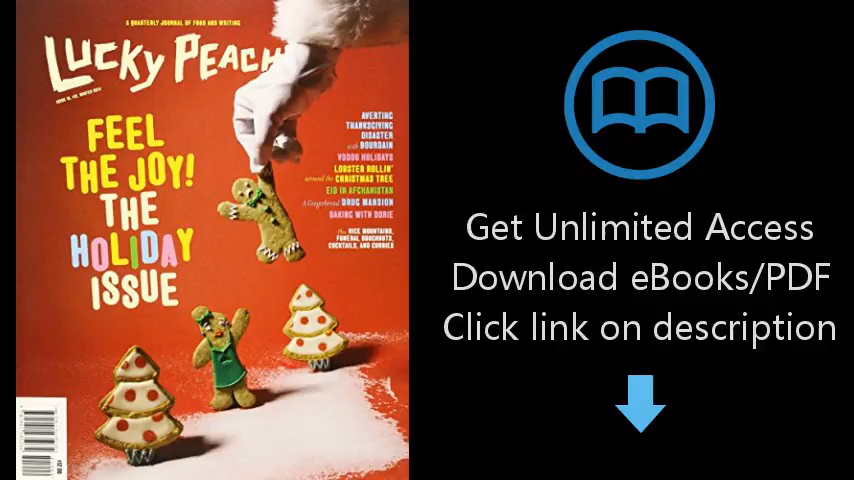 A QUARTERLY JOURNAL OF FOOD AND WRITING
LUCKY PEACH
FEEL
THE JOY!
THE
HOLIDAY
ISSUE
AVERTING
THANKSGIVING
DISASTER
with BOURDAIN
VODOU HOLIDAYS
LOBSTER ROLLIN'
around the CHRISTMAS TREE
EID IN AFGHANISTAN
A Gingerbread DRUG MANSION
BAKING WITH DORIE
Plus RICE MOUNTAINS,
FUNERAL DOUGHNUTS,
COCKTAILS, AND CURRIES
Get Unlimited Access
Download eBooks/PDF
Click link on description